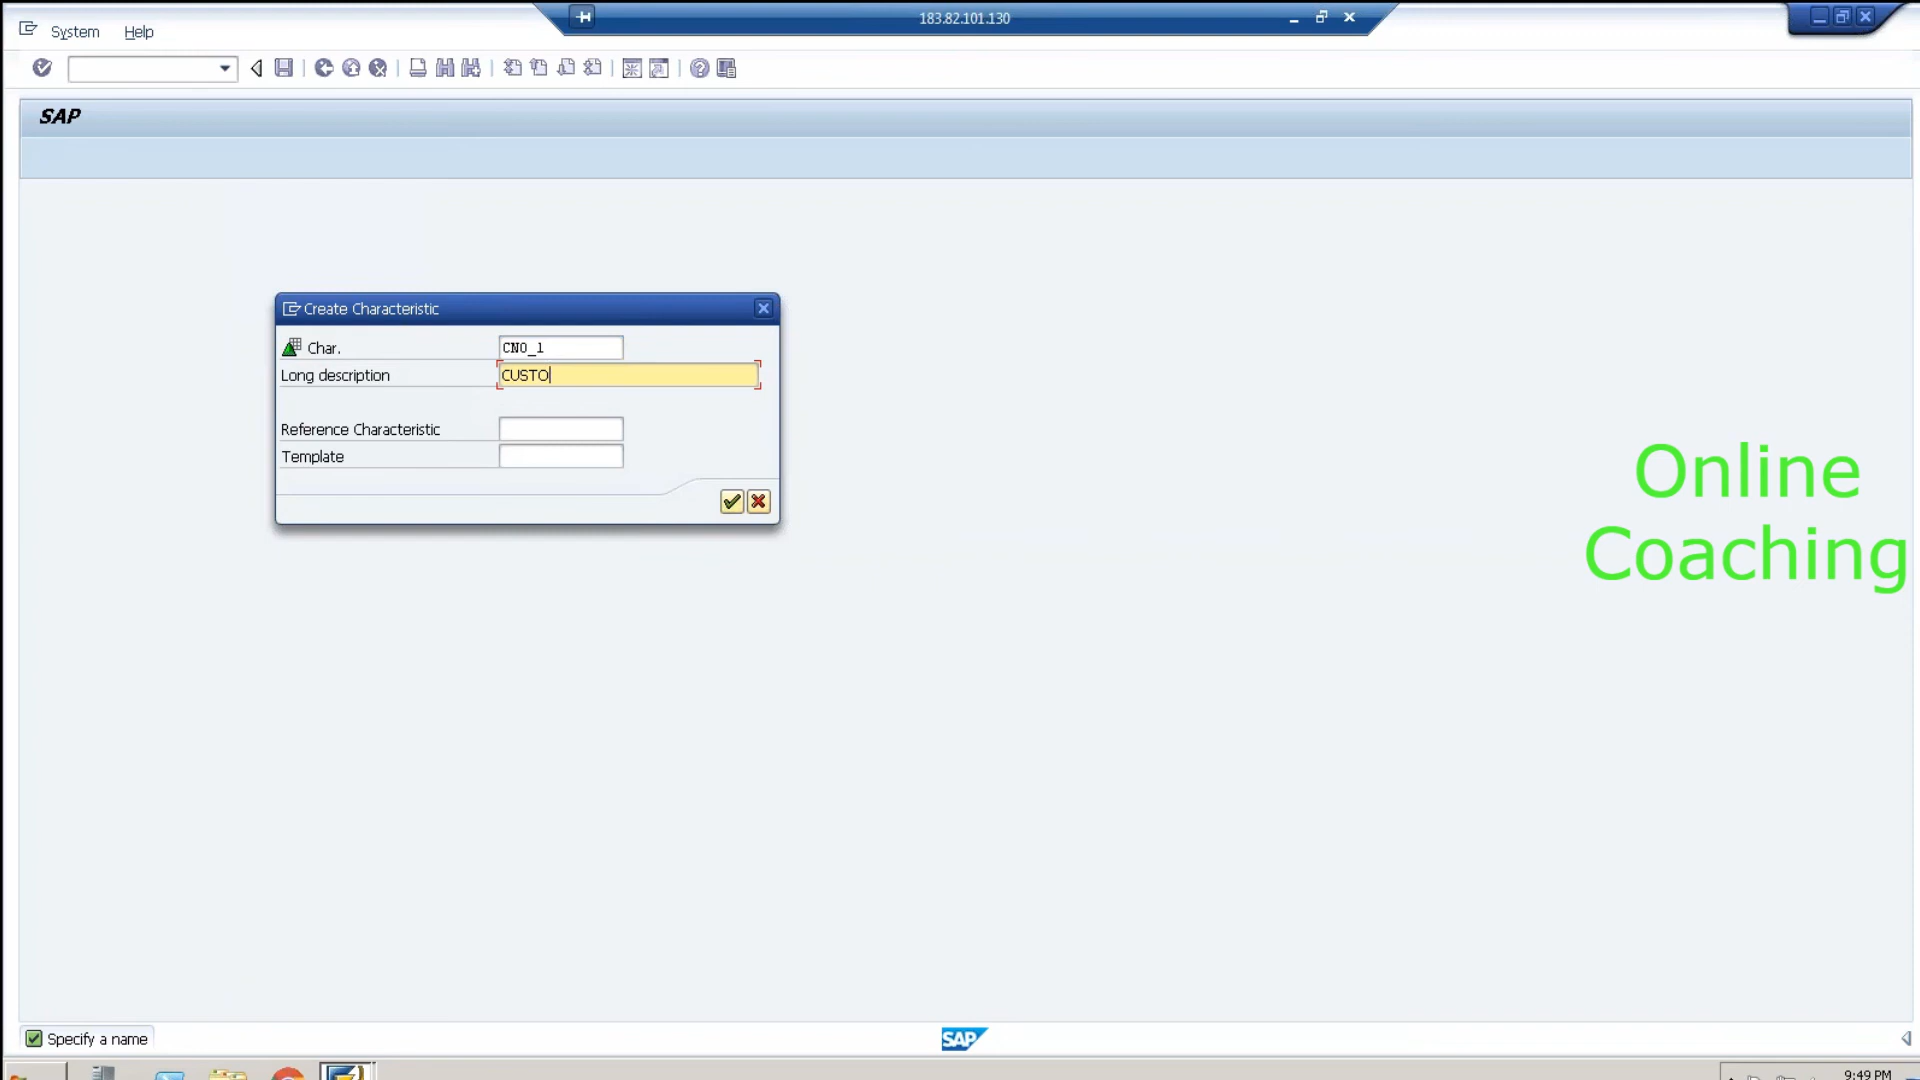 183.82.101.130
System Help
SAP
Create Characteristic
Char. CNO_1
Long description CUSTO
Reference Characteristic
Template
Online
Coaching
Specify a name
SAP
9:49 PM